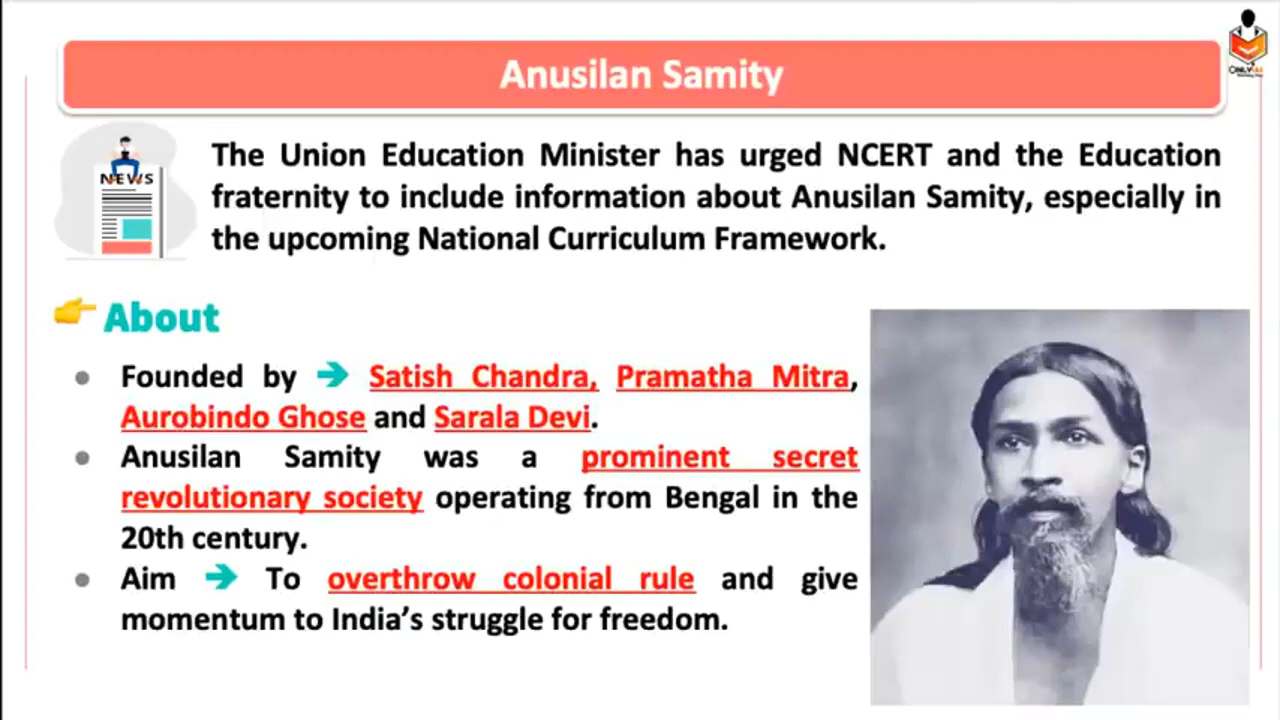 Anusilan Samity
NEWS
The Union Education Minister has urged NCERT and the Education
fraternity to include information about Anusilan Samity, especially in
the upcoming National Curriculum Framework.
👉 About
● Founded by ➔ Satish Chandra, Pramatha Mitra,
Aurobindo Ghose and Sarala Devi.
● Anusilan Samity was a prominent secret
revolutionary society operating from Bengal in the
20th century.
● Aim ➔ To overthrow colonial rule and give
momentum to India’s struggle for freedom.